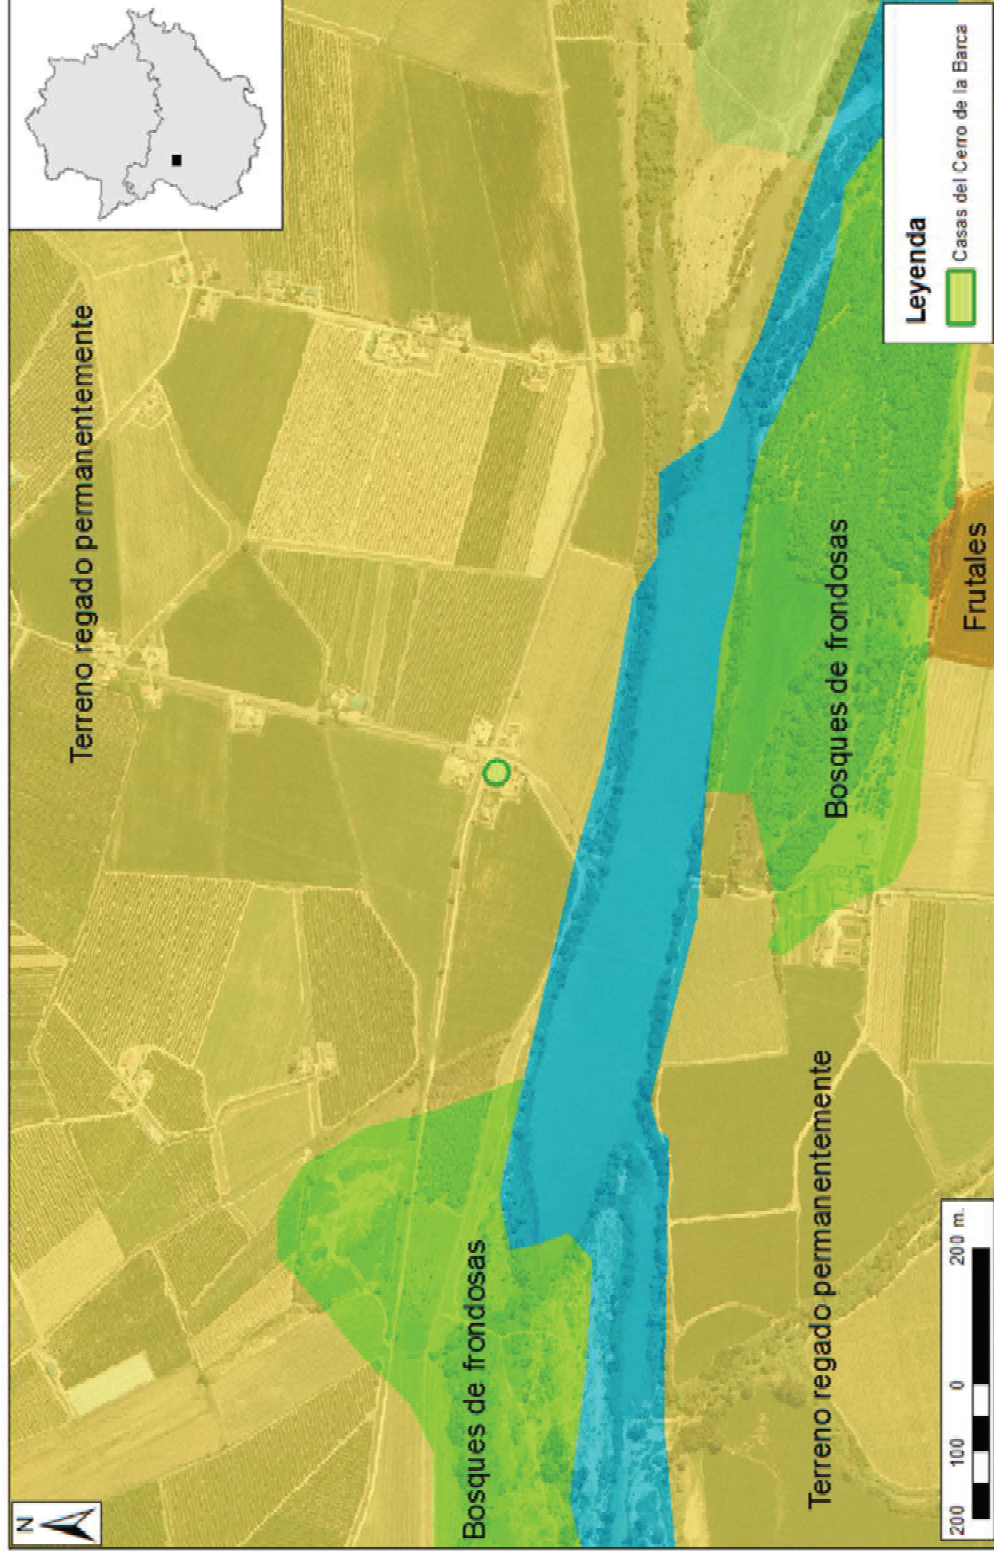 N
Terreno regado permanentemente
Bosques de frondosas
Bosques de frondosas
Terreno regado permanentemente
Frutales
200 100 0 200 m.
Leyenda
Casas del Cerro de la Barca